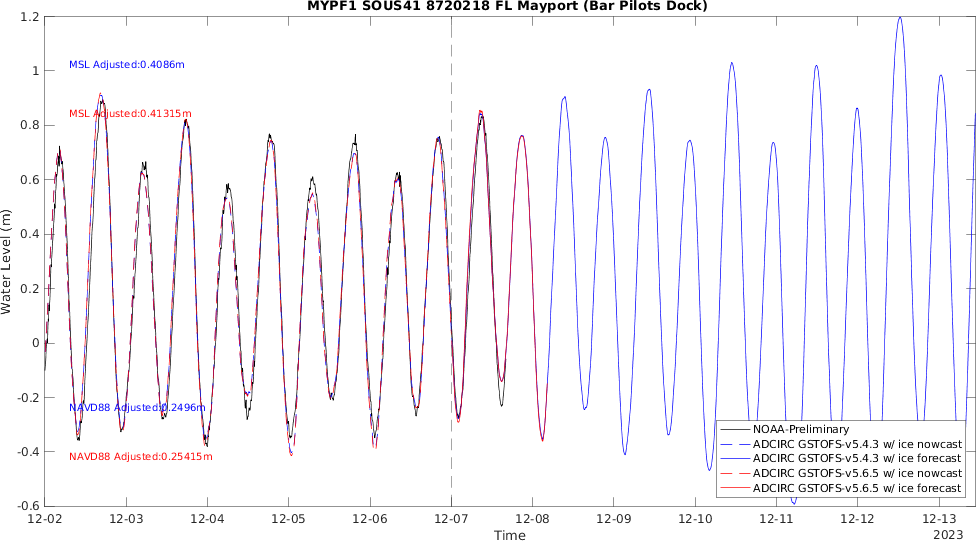 MYPF1 SOUS41 8720218 FL Mayport (Bar Pilots Dock)
1.2
1
0.8
0.6
0.4
0.2
0
-0.2
-0.4
-0.6
Water Level (m)
MSL Adjusted:0.4086m
MSL Adjusted:0.41315m
NAVD88 Adjusted:0.2496m
NAVD88 Adjusted:0.25415m
NOAA-Preliminary
ADCIRC GSTOFS-v5.4.3 w/ ice nowcast
ADCIRC GSTOFS-v5.4.3 w/ ice forecast
ADCIRC GSTOFS-v5.6.5 w/ ice nowcast
ADCIRC GSTOFS-v5.6.5 w/ ice forecast
12-02 12-03 12-04 12-05 12-06 12-07 12-08 12-09 12-10 12-11 12-12 12-13
Time
2023